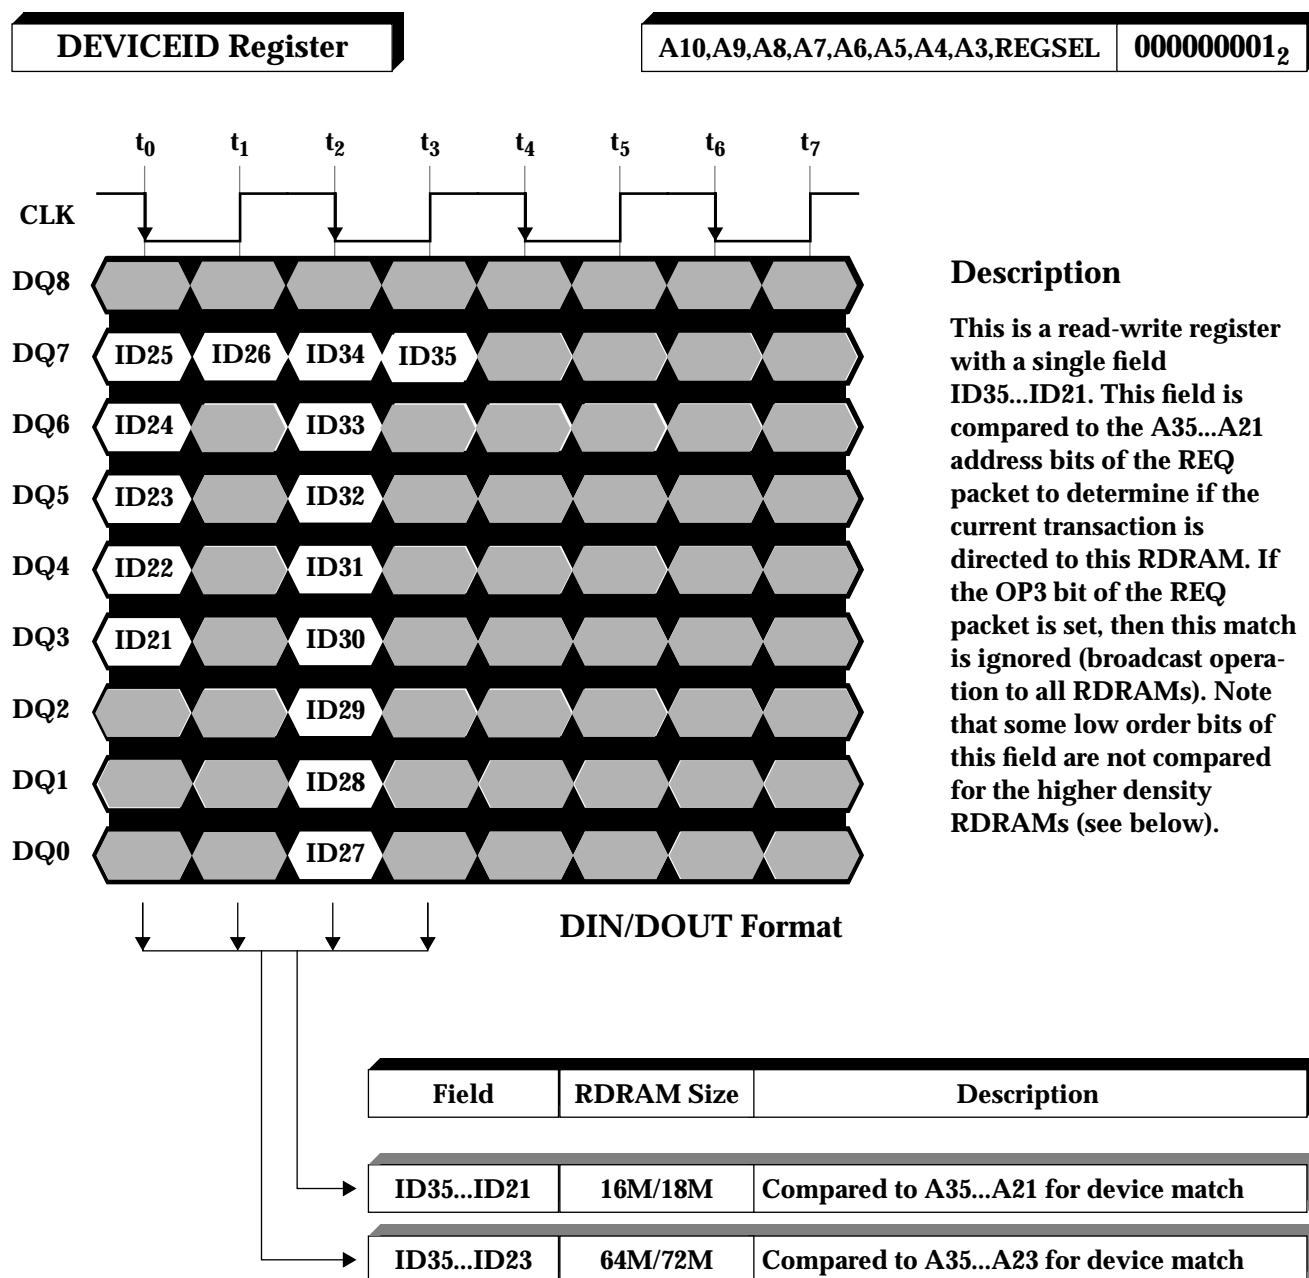 DEVICEID Register
A10,A9,A8,A7,A6,A5,A4,A3,REGSEL 000000001₂
t₀ t₁ t₂ t₃ t₄ t₅ t₆ t₇
CLK
DQ8
DQ7 ID25 ID26 ID34 ID35
DQ6 ID24 ID33
DQ5 ID23 ID32
DQ4 ID22 ID31
DQ3 ID21 ID30
DQ2 ID29
DQ1 ID28
DQ0 ID27
DIN/DOUT Format
Description
This is a read-write register
with a single field
ID35...ID21. This field is
compared to the A35...A21
address bits of the REQ
packet to determine if the
current transaction is
directed to this RDRAM. If
the OP3 bit of the REQ
packet is set, then this match
is ignored (broadcast opera-
tion to all RDRAMs). Note
that some low order bits of
this field are not compared
for the higher density
RDRAMs (see below).
Field RDRAM Size Description
ID35...ID21 16M/18M Compared to A35...A21 for device match
ID35...ID23 64M/72M Compared to A35...A23 for device match